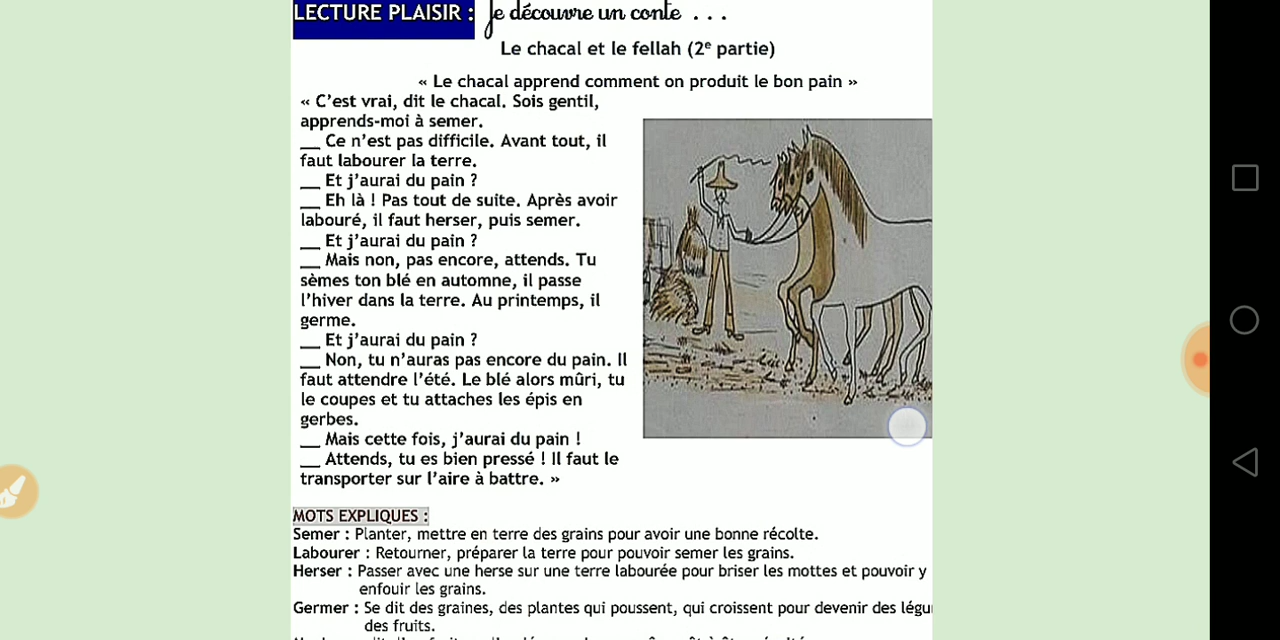 LECTURE PLAISIR : Je découvre un conte . . .
Le chacal et le fellah (2e partie)
« Le chacal apprend comment on produit le bon pain »
« C'est vrai, dit le chacal. Sois gentil,
apprends-moi à semer.
__ Ce n'est pas difficile. Avant tout, il
faut labourer la terre.
__ Et j'aurai du pain ?
__ Eh là ! Pas tout de suite. Après avoir
labouré, il faut herser, puis semer.
__ Et j'aurai du pain ?
__ Mais non, pas encore, attends. Tu
sèmes ton blé en automne, il passe
l'hiver dans la terre. Au printemps, il
germe.
__ Et j'aurai du pain ?
__ Non, tu n'auras pas encore du pain. Il
faut attendre l'été. Le blé alors mûri, tu
le coupes et tu attaches les épis en
gerbes.
__ Mais cette fois, j'aurai du pain !
__ Attends, tu es bien pressé ! Il faut le
transporter sur l'aire à battre. »
MOTS EXPLIQUES :
Semer : Planter, mettre en terre des grains pour avoir une bonne récolte.
Labourer : Retourner, préparer la terre pour pouvoir semer les grains.
Herser : Passer avec une herse sur une terre labourée pour briser les mottes et pouvoir y
enfouir les grains.
Germer : Se dit des graines, des plantes qui poussent, qui croissent pour devenir des légu
des fruits.